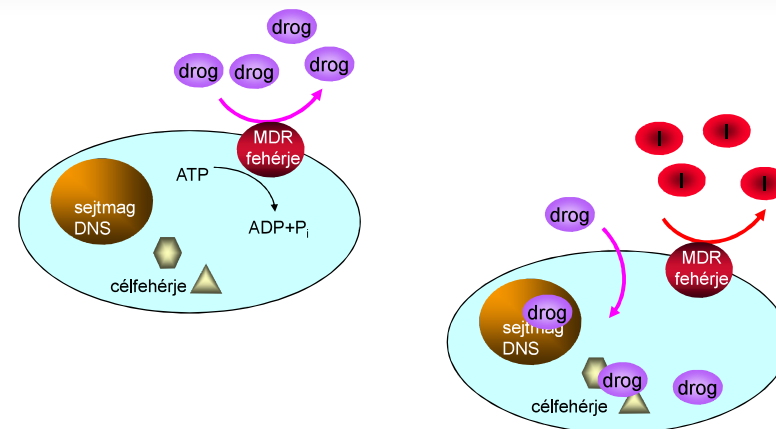 drog
drog
drog
drog
MDR
fehérje
ATP
sejtmag
DNS
ADP+Pi
célfehérje
I
I
I
I
drog
MDR
fehérje
drog
sejtmag
DNS
drog
drog
célfehérje